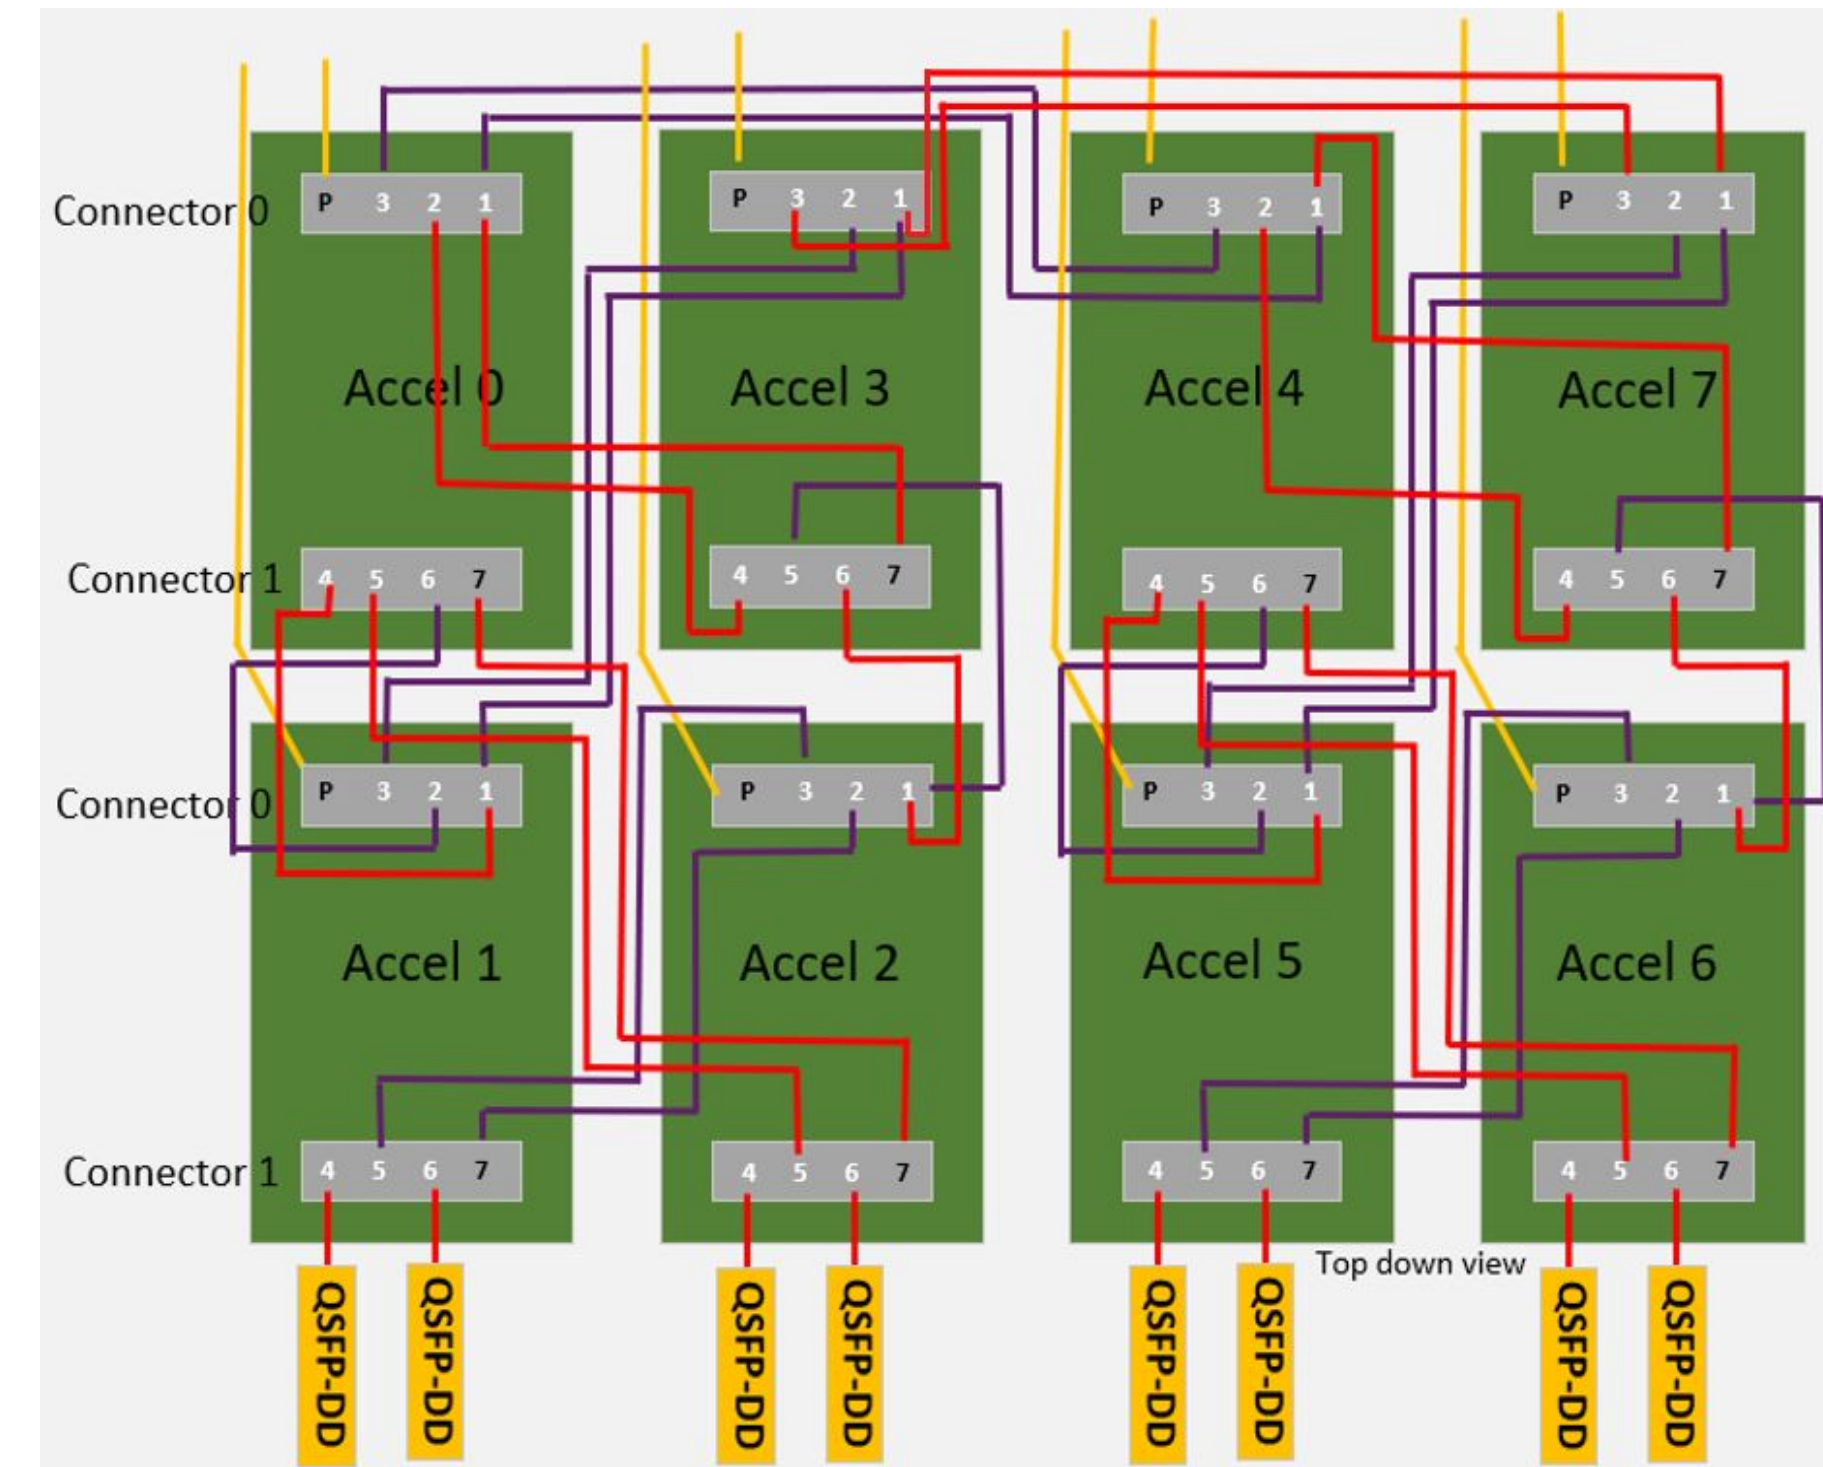 Connector 0
P 3 2 1
P 3 2 1
P 3 2 1
P 3 2 1
Accel 0
Accel 3
Accel 4
Accel 7
Connector 1
4 5 6 7
4 5 6 7
4 5 6 7
4 5 6 7
Connector 0
P 3 2 1
P 3 2 1
P 3 2 1
P 3 2 1
Accel 1
Accel 2
Accel 5
Accel 6
Connector 1
4 5 6 7
4 5 6 7
4 5 6 7
4 5 6 7
Top down view
QSFP-DD
QSFP-DD
QSFP-DD
QSFP-DD
QSFP-DD
QSFP-DD
QSFP-DD
QSFP-DD